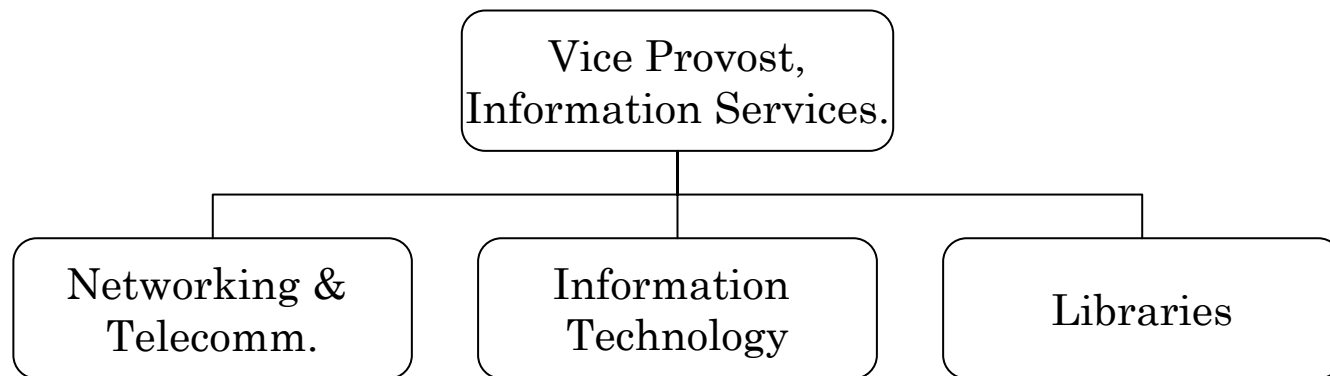 Vice Provost,
Information Services.
Networking &
Telecomm.
Information
Technology
Libraries